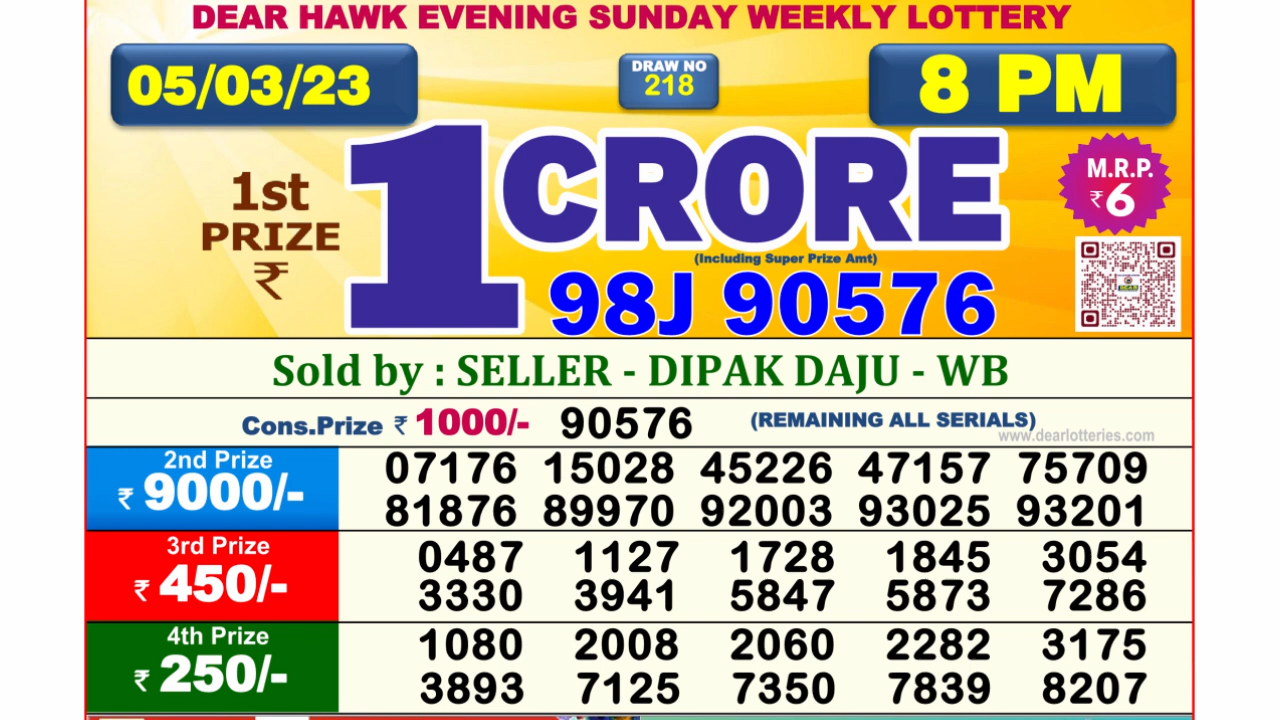 DEAR HAWK EVENING SUNDAY WEEKLY LOTTERY
05/03/23
DRAW NO
218
8 PM
1st
PRIZE
₹
1 CRORE
(Including Super Prize Amt)
98J 90576
M.R.P.
₹ 6
Sold by : SELLER - DIPAK DAJU - WB
Cons.Prize ₹ 1000/- 90576 (REMAINING ALL SERIALS)
www.dearlotteries.com
2nd Prize
₹ 9000/-
07176 15028 45226 47157 75709
81876 89970 92003 93025 93201
3rd Prize
₹ 450/-
0487 1127 1728 1845 3054
3330 3941 5847 5873 7286
4th Prize
₹ 250/-
1080 2008 2060 2282 3175
3893 7125 7350 7839 8207